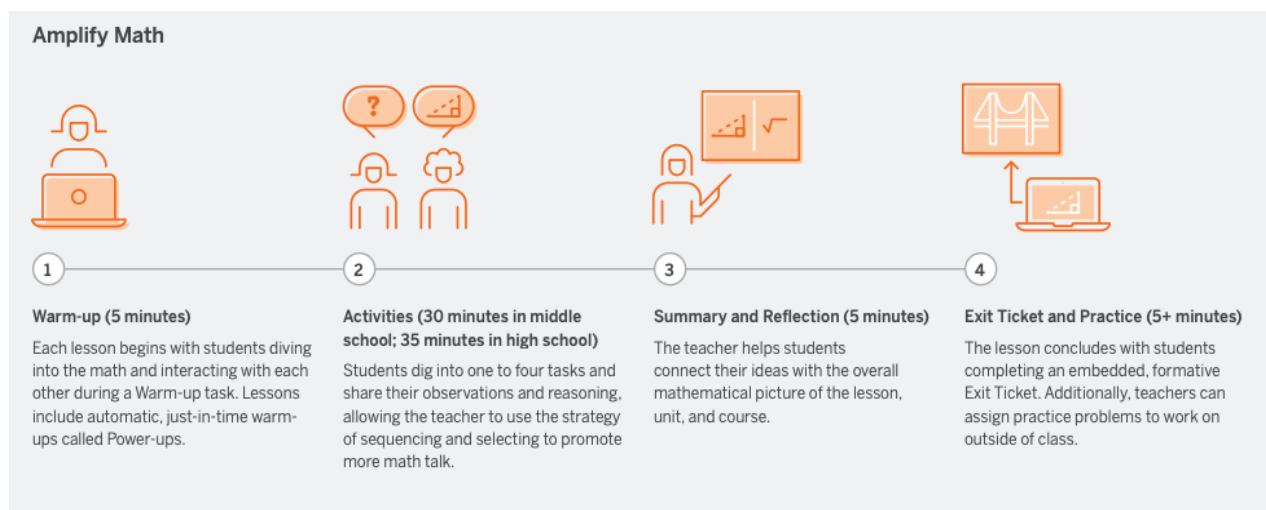 Amplify Math
?
1
2
3
4
Warm-up (5 minutes)
Each lesson begins with students diving
into the math and interacting with each
other during a Warm-up task. Lessons
include automatic, just-in-time warm-
ups called Power-ups.
Activities (30 minutes in middle
school; 35 minutes in high school)
Students dig into one to four tasks and
share their observations and reasoning,
allowing the teacher to use the strategy
of sequencing and selecting to promote
more math talk.
Summary and Reflection (5 minutes)
The teacher helps students
connect their ideas with the overall
mathematical picture of the lesson,
unit, and course.
Exit Ticket and Practice (5+ minutes)
The lesson concludes with students
completing an embedded, formative
Exit Ticket. Additionally, teachers can
assign practice problems to work on
outside of class.